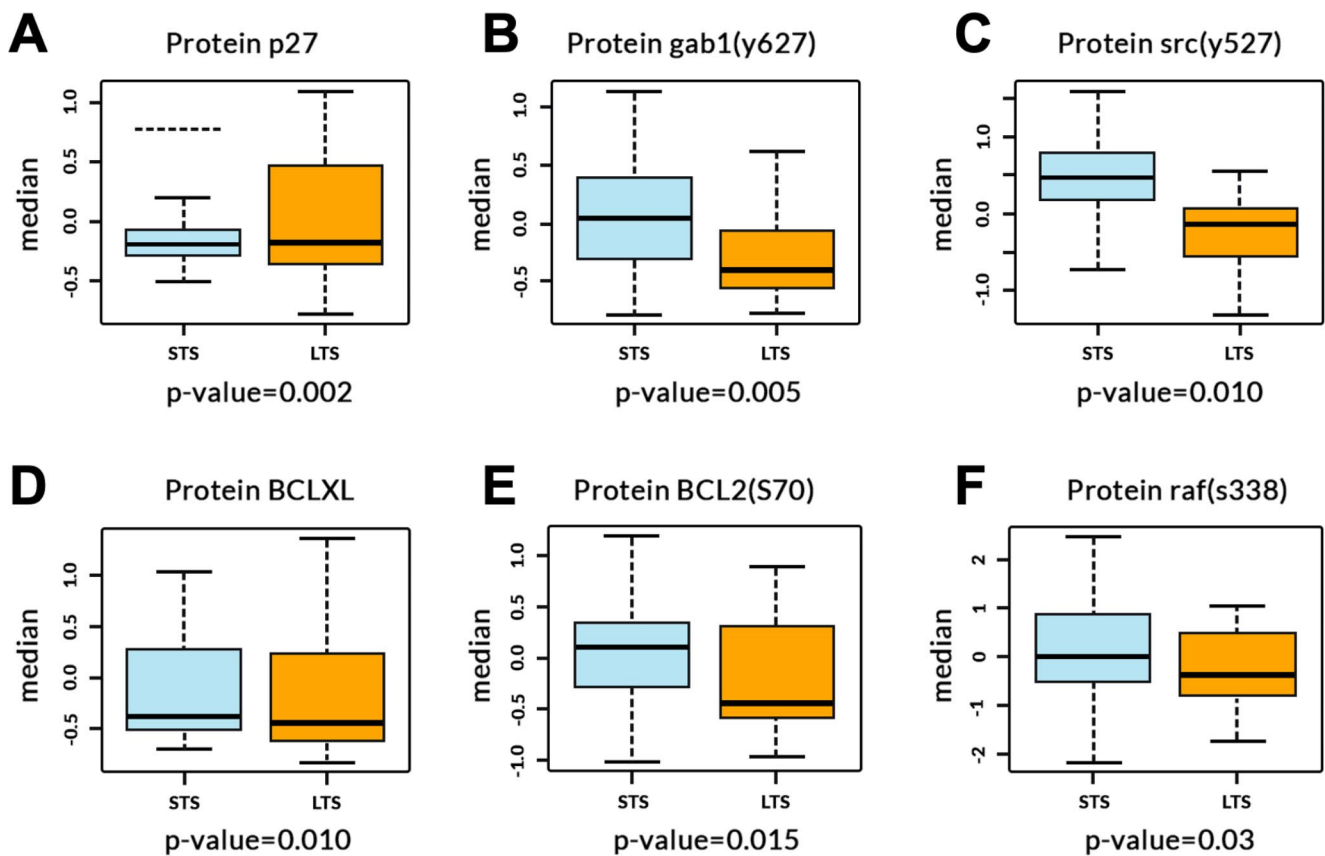 A Protein p27
median
1.0
0.5
0.0
-0.5
STS LTS
p-value=0.002
B Protein gab1(y627)
median
1.0
0.5
0.0
-0.5
STS LTS
p-value=0.005
C Protein src(y527)
median
1.0
0.0
-1.0
STS LTS
p-value=0.010
D Protein BCLXL
median
1.0
0.5
0.0
-0.5
STS LTS
p-value=0.010
E Protein BCL2(S70)
median
1.0
0.5
0.0
-0.5
-1.0
STS LTS
p-value=0.015
F Protein raf(s338)
median
2
1
0
-1
-2
STS LTS
p-value=0.03